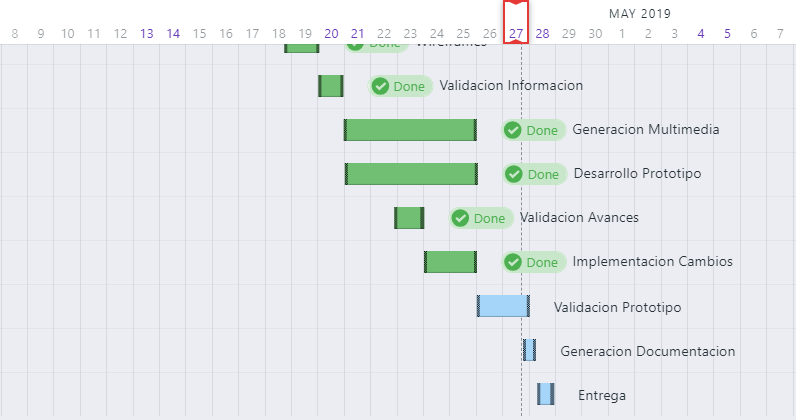 MAY 2019
8 9 10 11 12 13 14 15 16 17 18 19 20 21 22 23 24 25 26 27 28 29 30 1 2 3 4 5 6 7
Done Wireframes
Done Validacion Informacion
Done Generacion Multimedia
Done Desarrollo Prototipo
Done Validacion Avances
Done Implementacion Cambios
Validacion Prototipo
Generacion Documentacion
Entrega